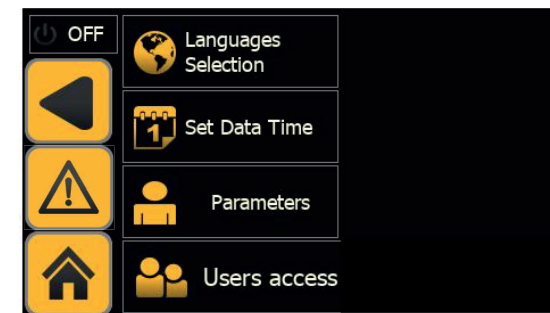 OFF
Languages
Selection
1
Set Data Time
Parameters
Users access